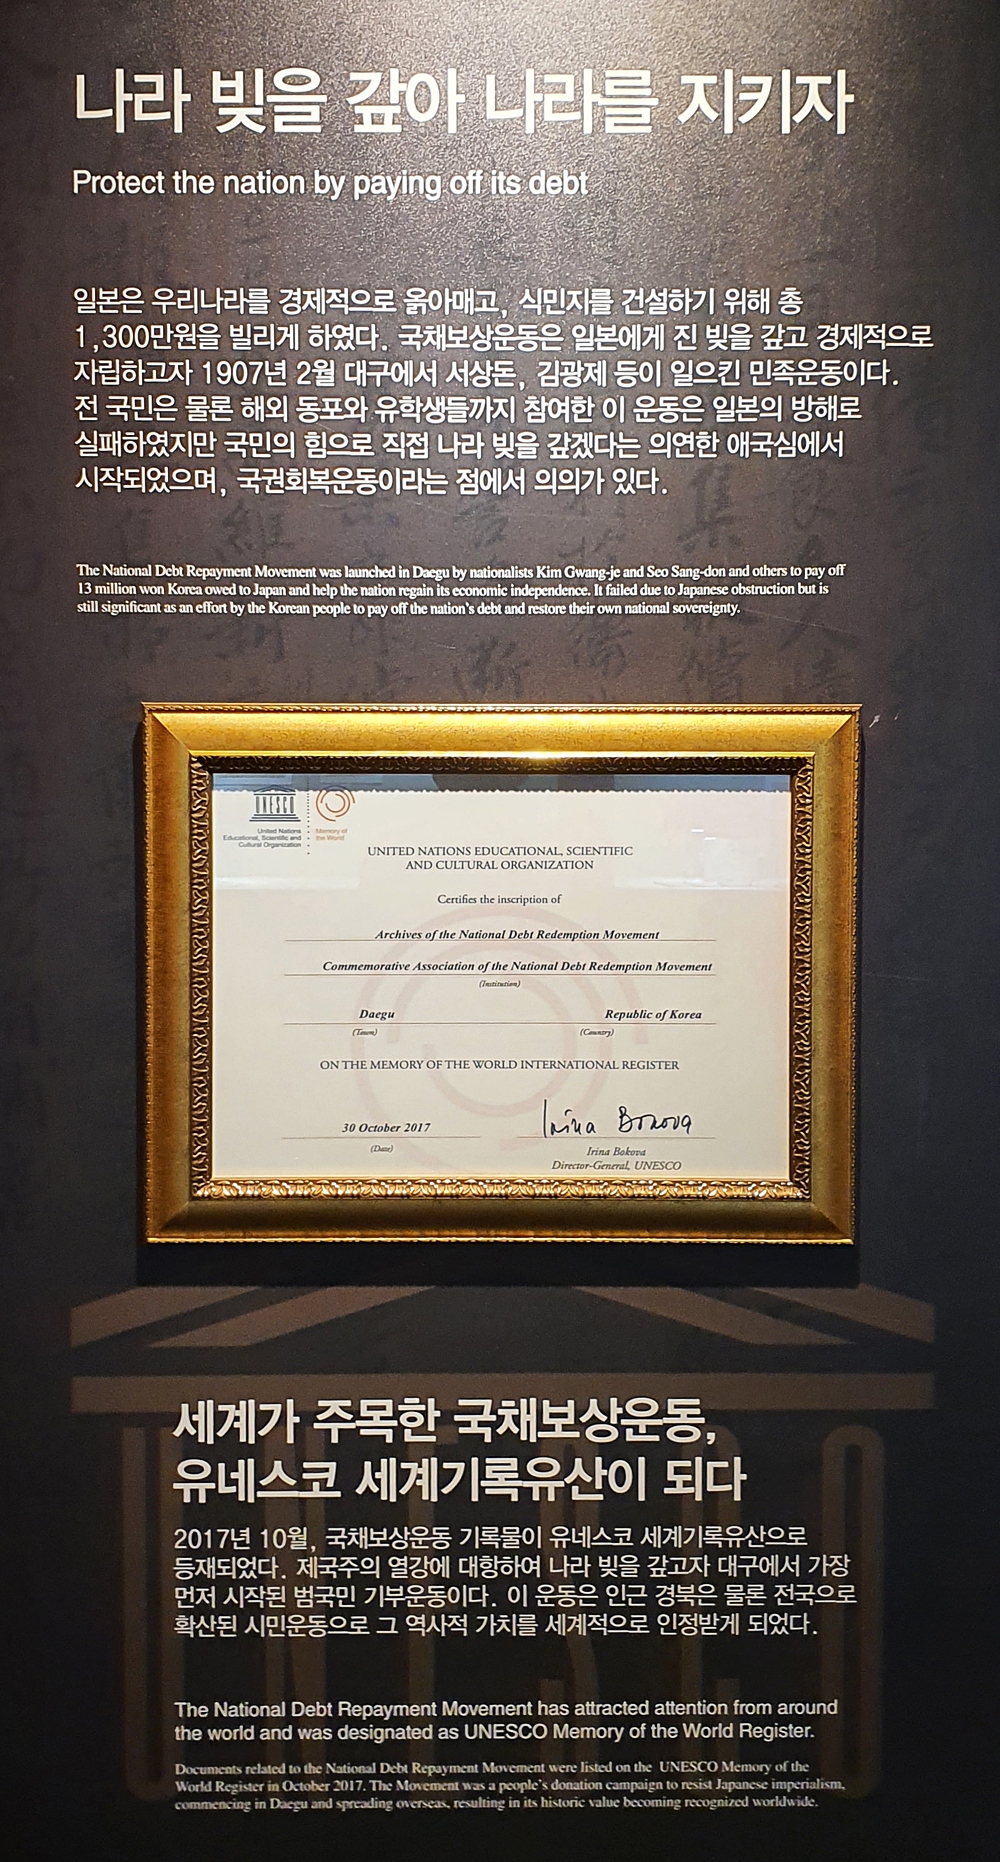 나라 빚을 갚아 나라를 지키자
Protect the nation by paying off its debt
일본은 우리나라를 경제적으로 옭아매고, 식민지를 건설하기 위해 총
1,300만원을 빌리게 하였다. 국채보상운동은 일본에게 진 빚을 갚고 경제적으로
자립하고자 1907년 2월 대구에서 서상돈, 김광제 등이 일으킨 민족운동이다.
전 국민은 물론 해외 동포와 유학생들까지 참여한 이 운동은 일본의 방해로
실패하였지만 국민의 힘으로 직접 나라 빚을 갚겠다는 의연한 애국심에서
시작되었으며, 국권회복운동이라는 점에서 의의가 있다.
The National Debt Repayment Movement was launched in Daegu by nationalists Kim Gwang-je and Seo Sang-don and others to pay off
13 million won Korea owed to Japan and help the nation regain its economic independence. It failed due to Japanese obstruction but is
still significant as an effort by the Korean people to pay off the nation's debt and restore their own national sovereignty.
UNESCO
United Nations
Educational, Scientific and
Cultural Organization
Memory of
the World
UNITED NATIONS EDUCATIONAL, SCIENTIFIC
AND CULTURAL ORGANIZATION
Certifies the inscription of
Archives of the National Debt Redemption Movement
Commemorative Association of the National Debt Redemption Movement
(Institution)
Daegu Republic of Korea
(Town) (Country)
ON THE MEMORY OF THE WORLD INTERNATIONAL REGISTER
Irina Bokova
30 October 2017
(Date)
Irina Bokova
Director-General, UNESCO
세계가 주목한 국채보상운동,
유네스코 세계기록유산이 되다
2017년 10월, 국채보상운동 기록물이 유네스코 세계기록유산으로
등재되었다. 제국주의 열강에 대항하여 나라 빚을 갚고자 대구에서 가장
먼저 시작된 범국민 기부운동이다. 이 운동은 인근 경북은 물론 전국으로
확산된 시민운동으로 그 역사적 가치를 세계적으로 인정받게 되었다.
The National Debt Repayment Movement has attracted attention from around
the world and was designated as UNESCO Memory of the World Register.
Documents related to the National Debt Repayment Movement were listed on the UNESCO Memory of the
World Register in October 2017. The Movement was a people's donation campaign to resist Japanese imperialism,
commencing in Daegu and spreading overseas, resulting in its historic value becoming recognized worldwide.
UNESCO